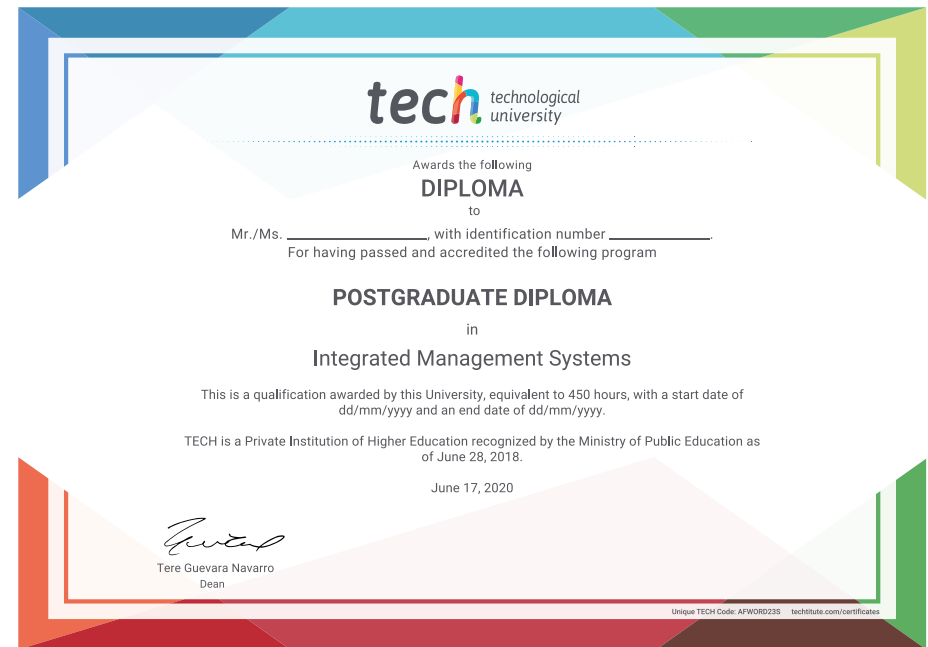 tech technological
university
Awards the following
DIPLOMA
to
Mr./Ms. ____________________, with identification number ______________.
For having passed and accredited the following program
POSTGRADUATE DIPLOMA
in
Integrated Management Systems
This is a qualification awarded by this University, equivalent to 450 hours, with a start date of
dd/mm/yyyy and an end date of dd/mm/yyyy.
TECH is a Private Institution of Higher Education recognized by the Ministry of Public Education as
of June 28, 2018.
June 17, 2020
Tere Guevara Navarro
Dean
Unique TECH Code: AFWORD23S techtitute.com/certificates